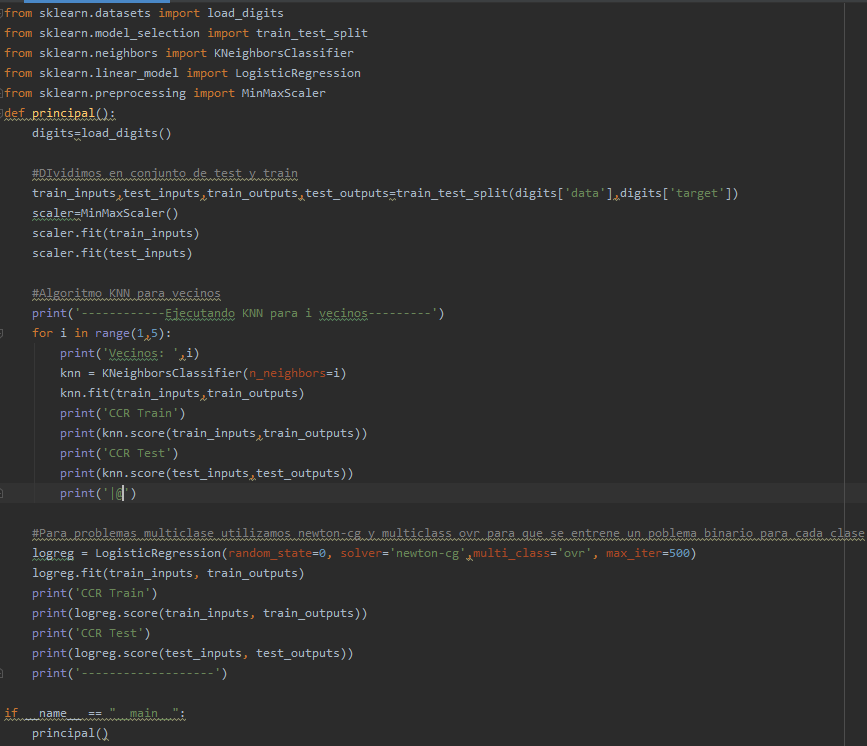 from sklearn.datasets import load_digits
from sklearn.model_selection import train_test_split
from sklearn.neighbors import KNeighborsClassifier
from sklearn.linear_model import LogisticRegression
from sklearn.preprocessing import MinMaxScaler
def principal():
    digits=load_digits()

    #DIvidimos en conjunto de test y train
    train_inputs,test_inputs,train_outputs,test_outputs=train_test_split(digits['data'],digits['target'])
    scaler=MinMaxScaler()
    scaler.fit(train_inputs)
    scaler.fit(test_inputs)

    #Algoritmo KNN para vecinos
    print('------------Ejecutando KNN para i vecinos---------')
    for i in range(1,5):
        print('Vecinos: ',i)
        knn = KNeighborsClassifier(n_neighbors=i)
        knn.fit(train_inputs,train_outputs)
        print('CCR Train')
        print(knn.score(train_inputs,train_outputs))
        print('CCR Test')
        print(knn.score(test_inputs,test_outputs))
        print('|@')

    #Para problemas multiclase utilizamos newton-cg y multiclass ovr para que se entrene un poblema binario para cada clase
    logreg = LogisticRegression(random_state=0, solver='newton-cg',multi_class='ovr', max_iter=500)
    logreg.fit(train_inputs, train_outputs)
    print('CCR Train')
    print(logreg.score(train_inputs, train_outputs))
    print('CCR Test')
    print(logreg.score(test_inputs, test_outputs))
    print('-------------------')

if __name__ == "__main__":
    principal()